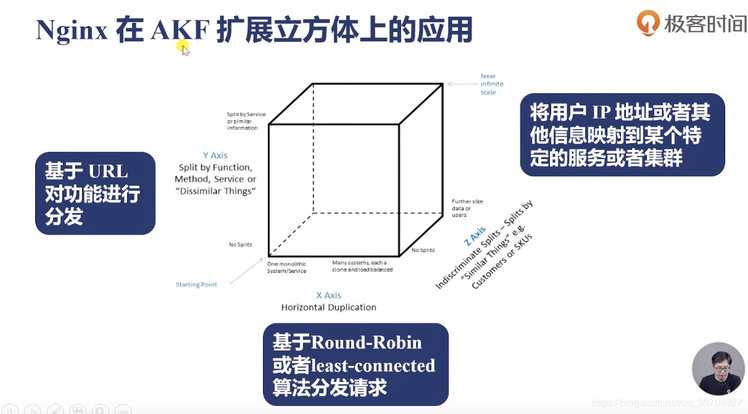 Nginx 在 AKF 扩展立方体上的应用
极客时间
Near
infinite
scale
Split by Service
or similar
information
Y Axis
Split by Function,
Method, Service or
"Dissimilar Things"
基于 URL
对功能进行
分发
将用户 IP 地址或者其
他信息映射到某个特
定的服务或者集群
Further slice
data or
users
No Splits
No Splits
One monolithic
System/Service
Many systems, each a
clone and load balanced
Z Axis
Indiscriminate Splits – Splits by
"Similar Things" e.g.
Customers or SKUs
Starting Point
X Axis
Horizontal Duplication
基于Round-Robin
或者least-connected
算法分发请求